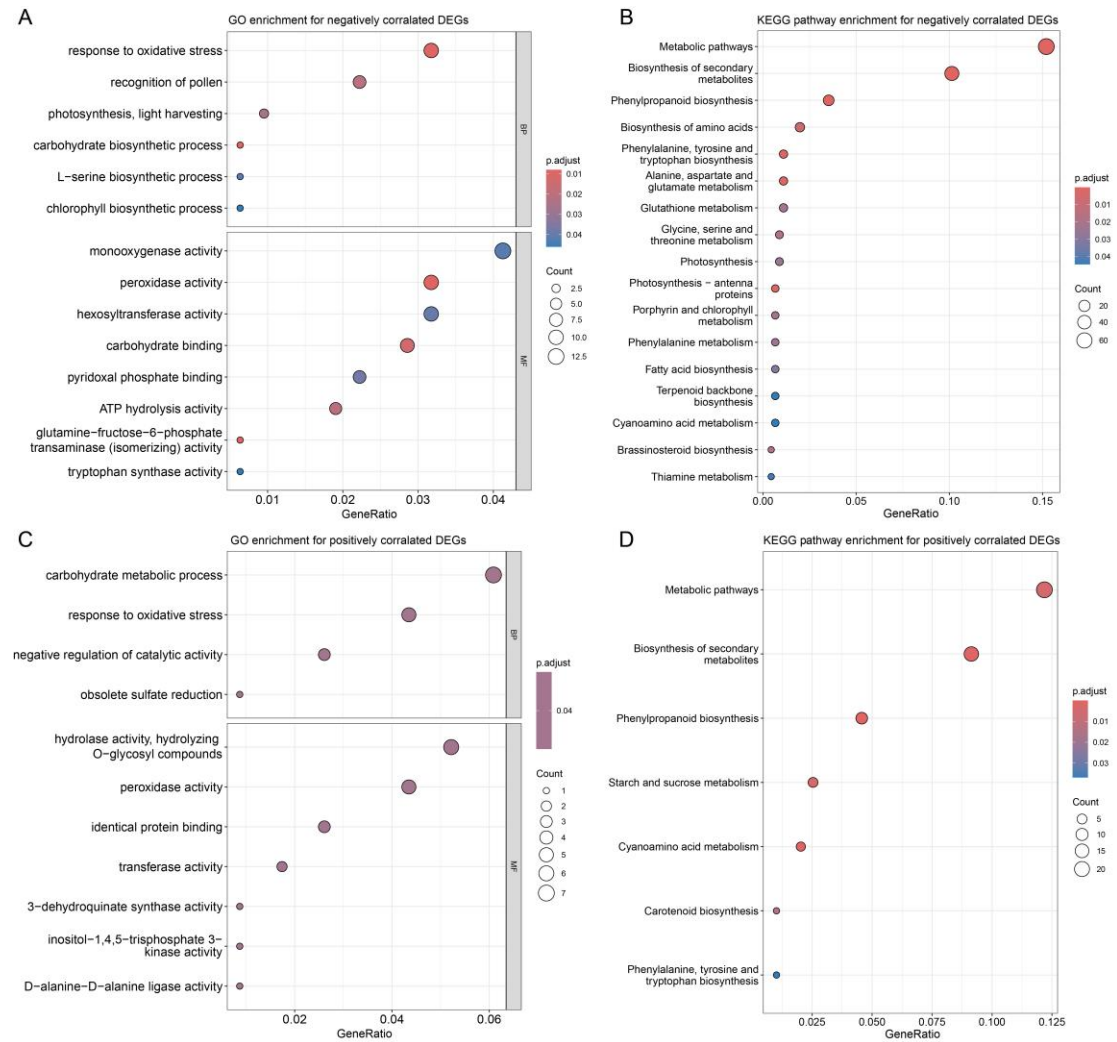 A
GO enrichment for negatively corralated DEGs
response to oxidative stress
recognition of pollen
photosynthesis, light harvesting
carbohydrate biosynthetic process
L−serine biosynthetic process
chlorophyll biosynthetic process
BP
monooxygenase activity
peroxidase activity
hexosyltransferase activity
carbohydrate binding
pyridoxal phosphate binding
ATP hydrolysis activity
glutamine−fructose−6−phosphate
transaminase (isomerizing) activity
tryptophan synthase activity
MF
0.01 0.02 0.03 0.04
GeneRatio
p.adjust
0.01
0.02
0.03
0.04
Count
2.5
5.0
7.5
10.0
12.5
B
KEGG pathway enrichment for negatively corralated DEGs
Metabolic pathways
Biosynthesis of secondary
metabolites
Phenylpropanoid biosynthesis
Biosynthesis of amino acids
Phenylalanine, tyrosine and
tryptophan biosynthesis
Alanine, aspartate and
glutamate metabolism
Glutathione metabolism
Glycine, serine and
threonine metabolism
Photosynthesis
Photosynthesis − antenna
proteins
Porphyrin and chlorophyll
metabolism
Phenylalanine metabolism
Fatty acid biosynthesis
Terpenoid backbone
biosynthesis
Cyanoamino acid metabolism
Brassinosteroid biosynthesis
Thiamine metabolism
0.00 0.05 0.10 0.15
GeneRatio
p.adjust
0.01
0.02
0.03
0.04
Count
20
40
60
C
GO enrichment for positively corralated DEGs
carbohydrate metabolic process
response to oxidative stress
negative regulation of catalytic activity
obsolete sulfate reduction
BP
hydrolase activity, hydrolyzing
O−glycosyl compounds
peroxidase activity
identical protein binding
transferase activity
3−dehydroquinate synthase activity
inositol−1,4,5−trisphosphate 3−
kinase activity
D−alanine−D−alanine ligase activity
MF
0.02 0.04 0.06
GeneRatio
p.adjust
0.04
Count
1
2
3
4
5
6
7
D
KEGG pathway enrichment for positively corralated DEGs
Metabolic pathways
Biosynthesis of secondary
metabolites
Phenylpropanoid biosynthesis
Starch and sucrose metabolism
Cyanoamino acid metabolism
Carotenoid biosynthesis
Phenylalanine, tyrosine and
tryptophan biosynthesis
0.025 0.050 0.075 0.100 0.125
GeneRatio
p.adjust
0.01
0.02
0.03
Count
5
10
15
20